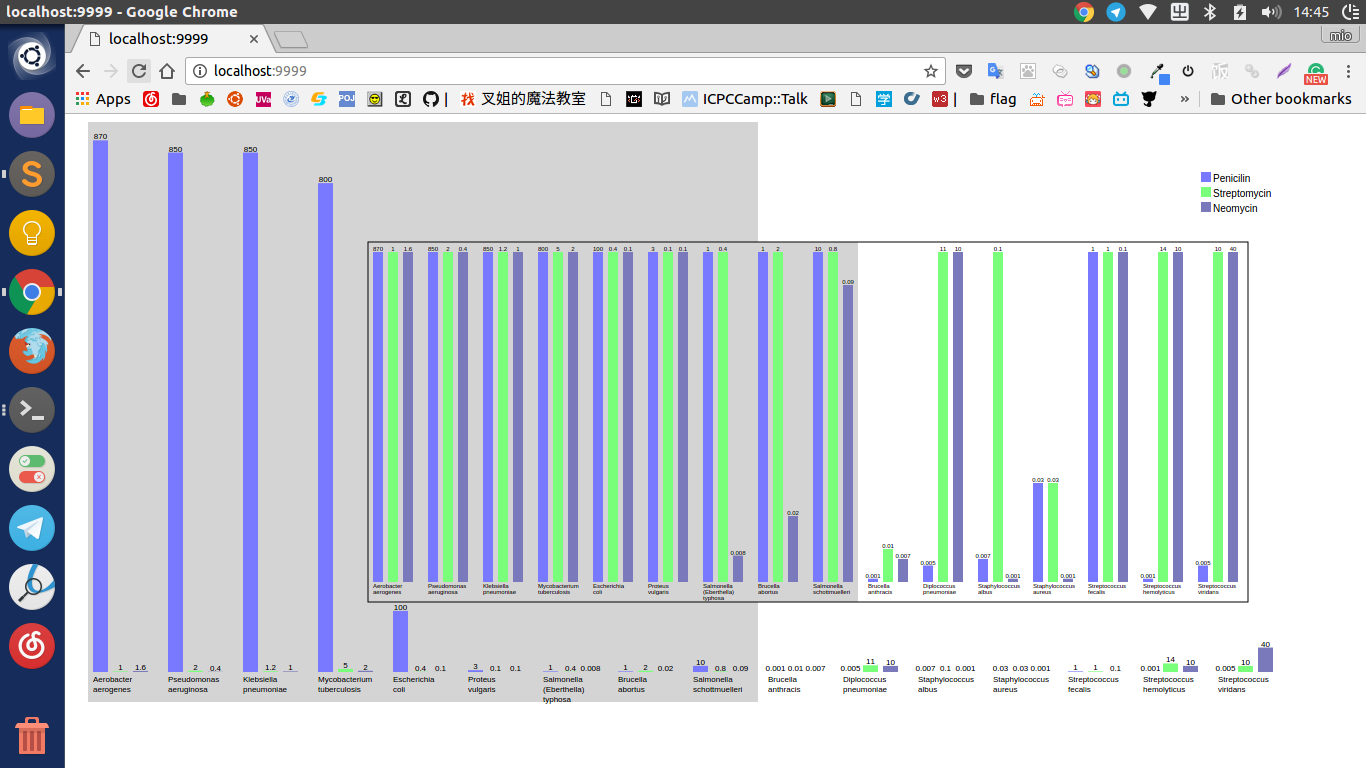 localhost:9999 - Google Chrome
14:45
localhost:9999
mio
localhost:9999
NEW
Apps
UVa
POJ
找 叉姐的魔法教室
ICPCCamp::Talk
学
w3
flag
» Other bookmarks
870
850 850
800
Penicilin
Streptomycin
Neomycin
870 1 1.6 850 2 0.4 850 1.2 1 800 5 2 100 0.4 0.1 3 0.1 0.1 1 0.4 1 2 10 0.8 11 10 0.1 1 1 0.1 14 10 10 40
0.09
0.03 0.03
0.02
0.008 0.01 0.007 0.007
0.001 0.005 0.001 0.001 0.001 0.005
Aerobacter Pseudomonas Klebsiella Mycobacterium Escherichia Proteus Salmonella Brucella Salmonella Brucella Diplococcus Staphylococcus Staphylococcus Streptococcus Streptococcus Streptococcus
aerogenes aeruginosa pneumoniae tuberculosis coli vulgaris (Eberthella) abortus schottmuelleri anthracis pneumoniae albus aureus fecalis hemolyticus viridans
typhosa
100
40
1 1.6 2 0.4 1.2 1 5 2 0.4 0.1 3 0.1 0.1 1 0.4 0.008 1 2 0.02 10 0.8 0.09 0.001 0.01 0.007 0.005 11 10 0.007 0.1 0.001 0.03 0.03 0.001 1 1 0.1 0.001 14 10 0.005 10
Aerobacter Pseudomonas Klebsiella Mycobacterium Escherichia Proteus Salmonella Brucella Salmonella Brucella Diplococcus Staphylococcus Staphylococcus Streptococcus Streptococcus Streptococcus
aerogenes aeruginosa pneumoniae tuberculosis coli vulgaris (Eberthella) abortus schottmuelleri anthracis pneumoniae albus aureus fecalis hemolyticus viridans
typhosa